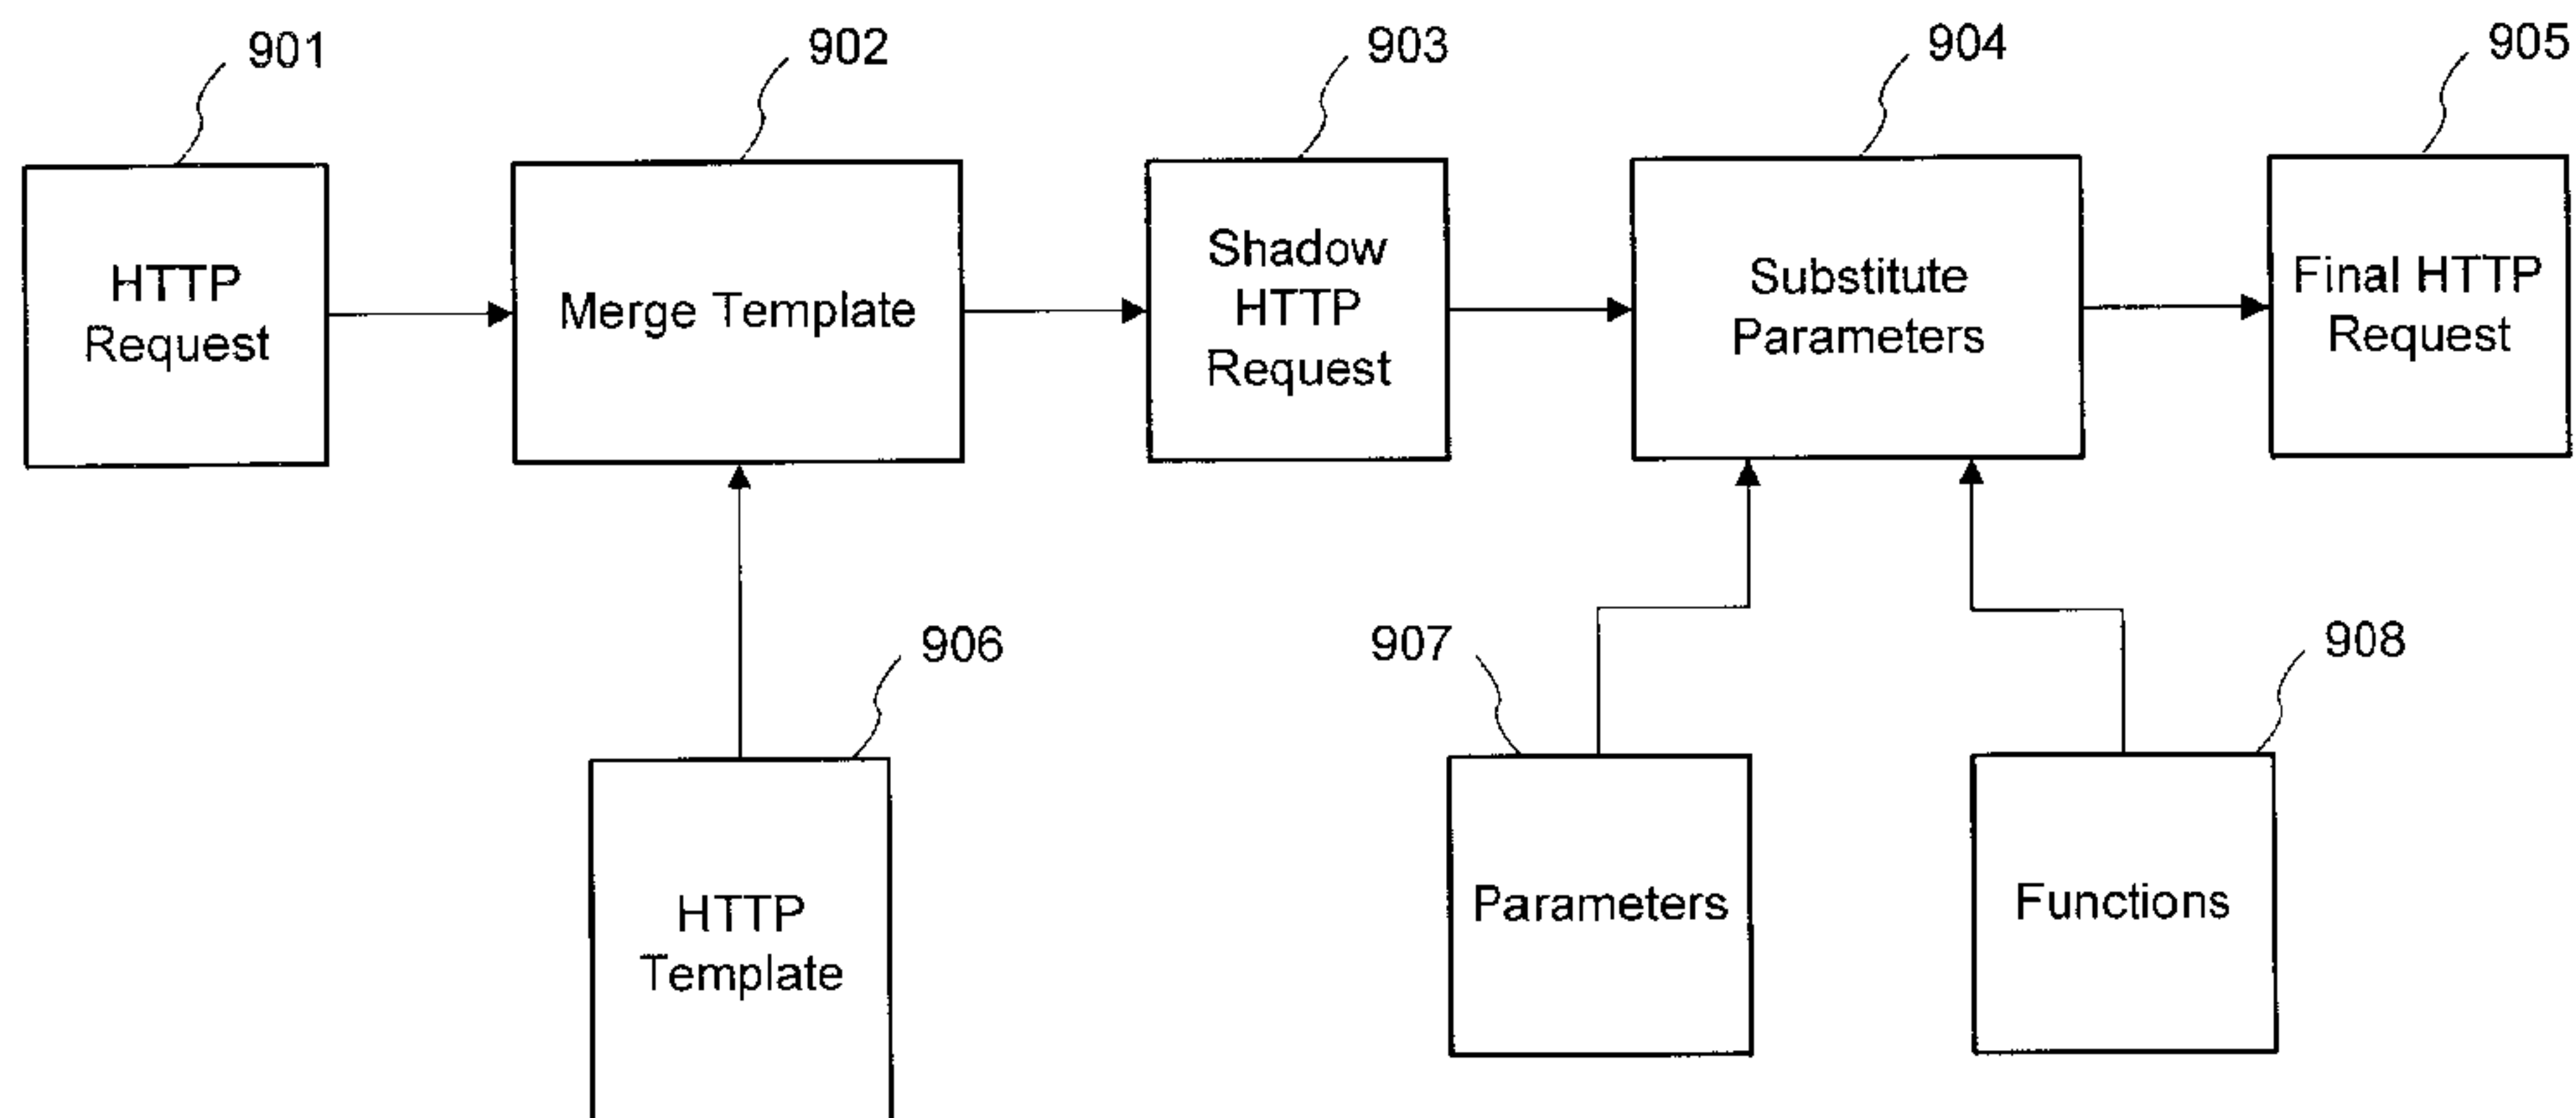 901
902
903
904
905
HTTP
Request
Merge Template
Shadow
HTTP
Request
Substitute
Parameters
Final HTTP
Request
906
907
908
HTTP
Template
Parameters
Functions